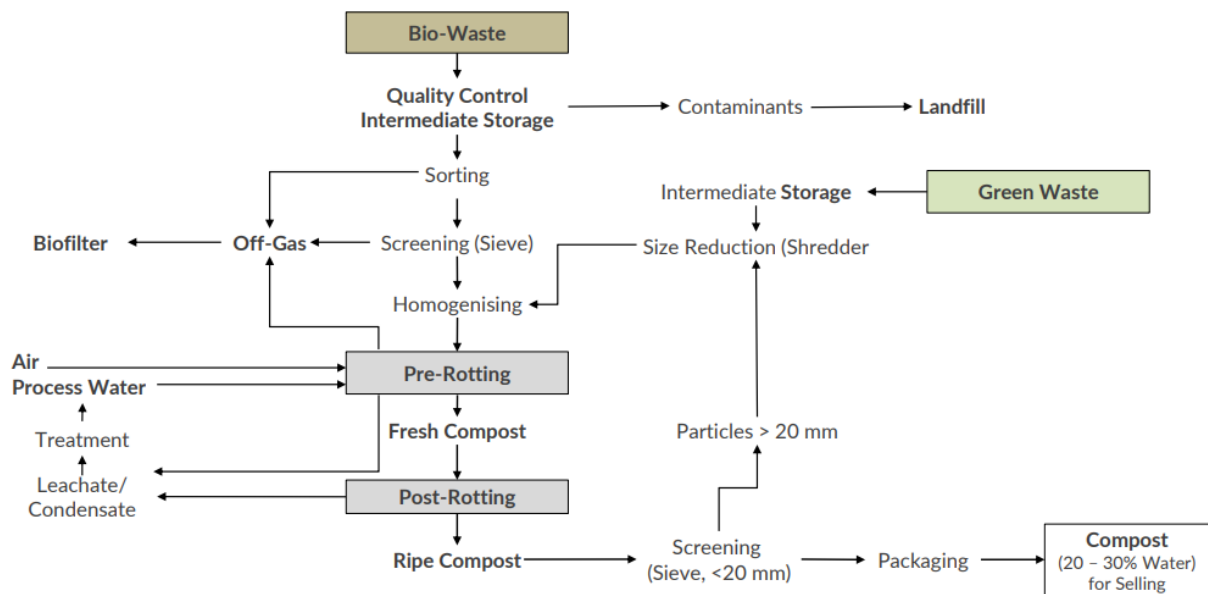 Bio-Waste
Quality Control
Intermediate Storage
Contaminants
Landfill
Sorting
Intermediate Storage
Green Waste
Biofilter
Off-Gas
Screening (Sieve)
Size Reduction (Shredder
Homogenising
Air
Pre-Rotting
Process Water
Treatment
Fresh Compost
Particles > 20 mm
Leachate/
Condensate
Post-Rotting
Ripe Compost
Screening
(Sieve, <20 mm)
Packaging
Compost
(20 – 30% Water)
for Selling